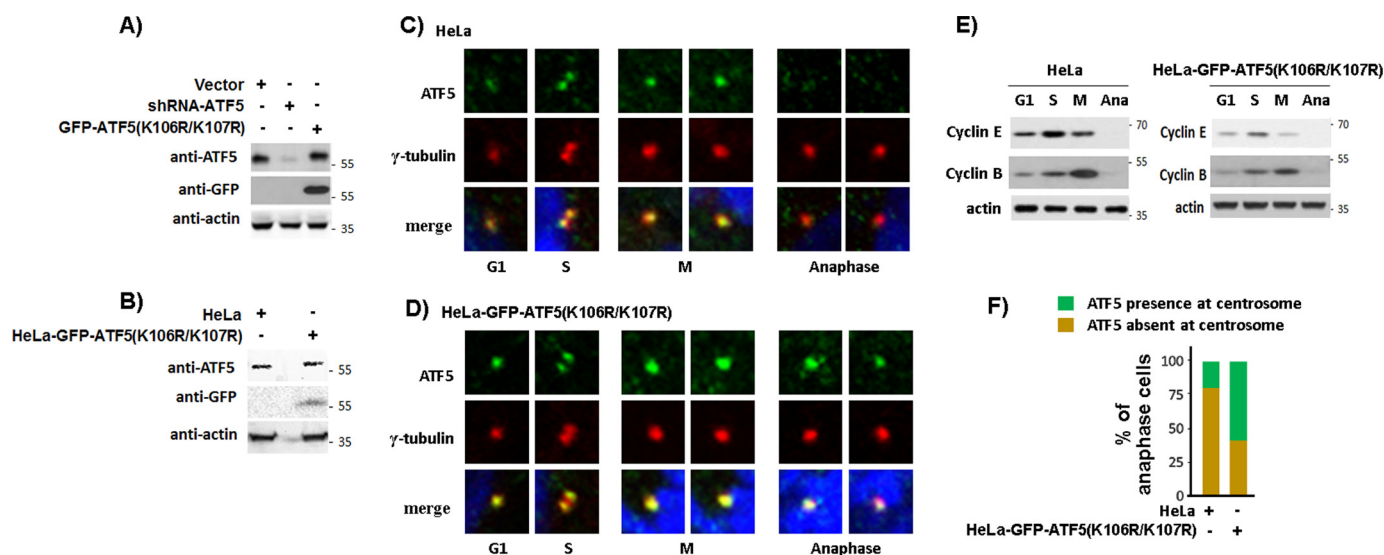 A)
Vector + - -
shRNA-ATF5 - + -
GFP-ATF5(K106R/K107R) - - +
anti-ATF5 - 55
anti-GFP - 55
anti-actin - 35
B)
HeLa + -
HeLa-GFP-ATF5(K106R/K107R) - +
anti-ATF5 - 55
anti-GFP - 55
anti-actin - 35
C) HeLa
ATF5
γ-tubulin
merge
G1 S M Anaphase
D) HeLa-GFP-ATF5(K106R/K107R)
ATF5
γ-tubulin
merge
G1 S M Anaphase
E)
HeLa
G1 S M Ana
Cyclin E - 70
- 55
Cyclin B
actin - 35
HeLa-GFP-ATF5(K106R/K107R)
G1 S M Ana
Cyclin E - 70
- 55
Cyclin B
actin - 35
F)
ATF5 presence at centrosome
ATF5 absent at centrosome
% of
anaphase cells
100
75
50
25
0
HeLa + -
HeLa-GFP-ATF5(K106R/K107R) - +